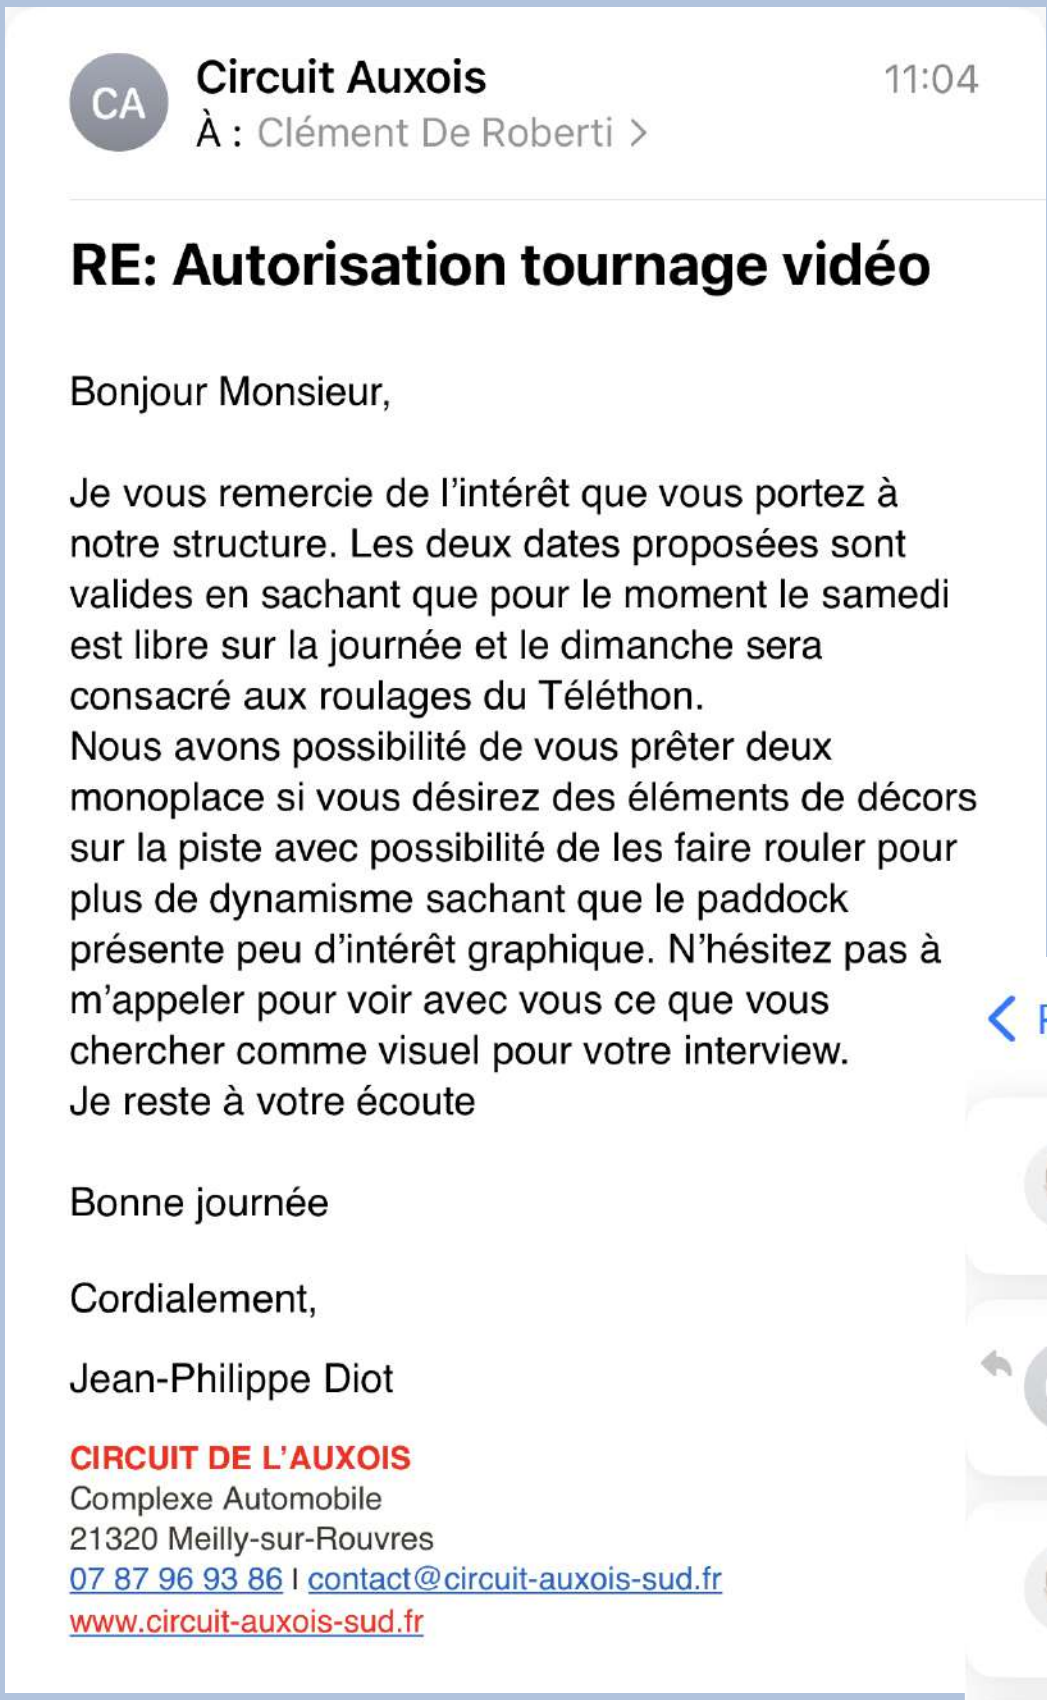 CA
Circuit Auxois
11:04
À : Clément De Roberti >
RE: Autorisation tournage vidéo
Bonjour Monsieur,
Je vous remercie de l'intérêt que vous portez à
notre structure. Les deux dates proposées sont
valides en sachant que pour le moment le samedi
est libre sur la journée et le dimanche sera
consacré aux roulages du Téléthon.
Nous avons possibilité de vous prêter deux
monoplace si vous désirez des éléments de décors
sur la piste avec possibilité de les faire rouler pour
plus de dynamisme sachant que le paddock
présente peu d'intérêt graphique. N'hésitez pas à
m'appeler pour voir avec vous ce que vous
chercher comme visuel pour votre interview.
Je reste à votre écoute
Bonne journée
Cordialement,
Jean-Philippe Diot
CIRCUIT DE L'AUXOIS
Complexe Automobile
21320 Meilly-sur-Rouvres
07 87 96 93 86 I contact@circuit-auxois-sud.fr
www.circuit-auxois-sud.fr